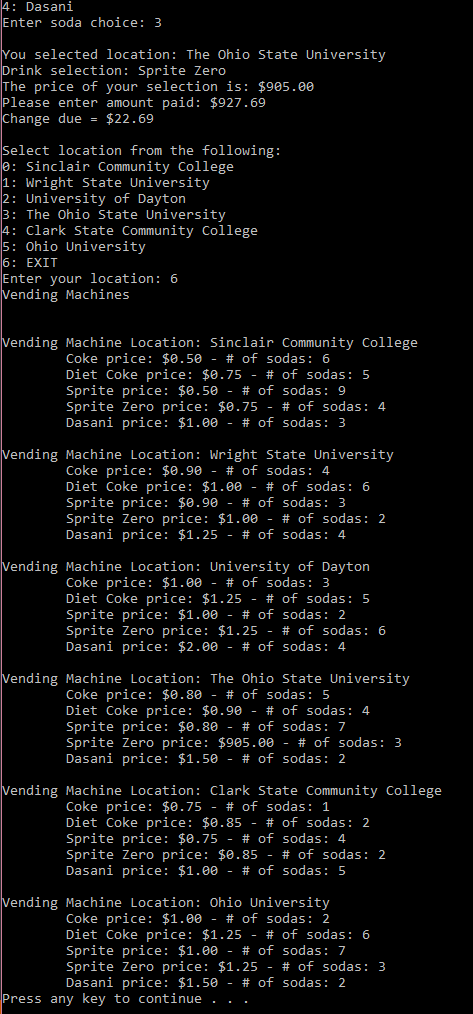 4: Dasani
Enter soda choice: 3
You selected location: The Ohio State University
Drink selection: Sprite Zero
The price of your selection is: $905.00
Please enter amount paid: $927.69
Change due = $22.69
Select location from the following:
0: Sinclair Community College
1: Wright State University
2: University of Dayton
3: The Ohio State University
4: Clark State Community College
5: Ohio University
6: EXIT
Enter your location: 6
Vending Machines
Vending Machine Location: Sinclair Community College
Coke price: $0.50 - # of sodas: 6
Diet Coke price: $0.75 - # of sodas: 5
Sprite price: $0.50 - # of sodas: 9
Sprite Zero price: $0.75 - # of sodas: 4
Dasani price: $1.00 - # of sodas: 3
Vending Machine Location: Wright State University
Coke price: $0.90 - # of sodas: 4
Diet Coke price: $1.00 - # of sodas: 6
Sprite price: $0.90 - # of sodas: 3
Sprite Zero price: $1.00 - # of sodas: 2
Dasani price: $1.25 - # of sodas: 4
Vending Machine Location: University of Dayton
Coke price: $1.00 - # of sodas: 3
Diet Coke price: $1.25 - # of sodas: 5
Sprite price: $1.00 - # of sodas: 2
Sprite Zero price: $1.25 - # of sodas: 6
Dasani price: $2.00 - # of sodas: 4
Vending Machine Location: The Ohio State University
Coke price: $0.80 - # of sodas: 5
Diet Coke price: $0.90 - # of sodas: 4
Sprite price: $0.80 - # of sodas: 7
Sprite Zero price: $905.00 - # of sodas: 3
Dasani price: $1.50 - # of sodas: 2
Vending Machine Location: Clark State Community College
Coke price: $0.75 - # of sodas: 1
Diet Coke price: $0.85 - # of sodas: 2
Sprite price: $0.75 - # of sodas: 4
Sprite Zero price: $0.85 - # of sodas: 2
Dasani price: $1.00 - # of sodas: 5
Vending Machine Location: Ohio University
Coke price: $1.00 - # of sodas: 2
Diet Coke price: $1.25 - # of sodas: 6
Sprite price: $1.00 - # of sodas: 7
Sprite Zero price: $1.25 - # of sodas: 3
Dasani price: $1.50 - # of sodas: 2
Press any key to continue . . .